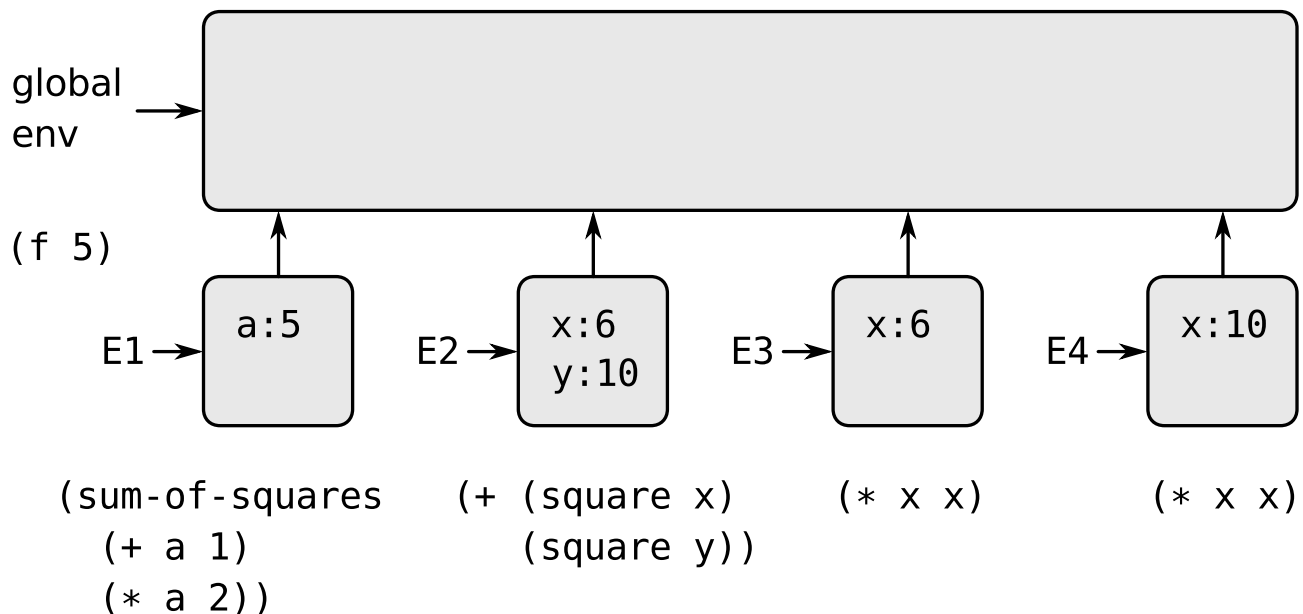 global
env
(f 5)
E1
a:5
E2
x:6
y:10
E3
x:6
E4
x:10
(sum-of-squares
(+ a 1)
(* a 2))
(+ (square x)
(square y))
(* x x)
(* x x)